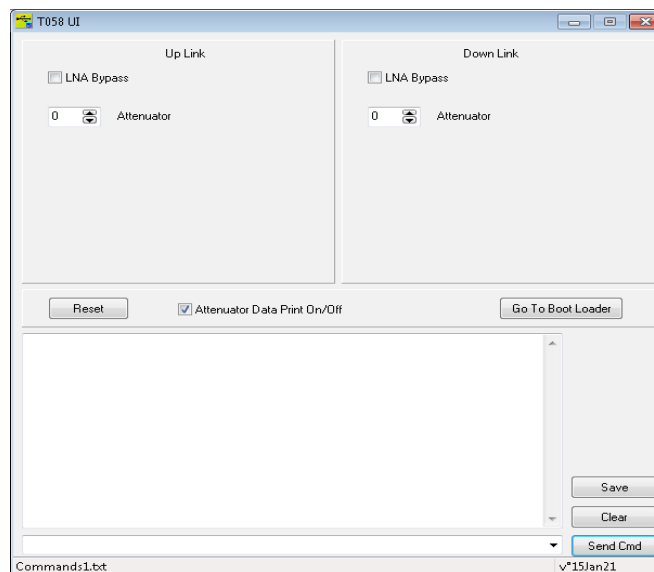 T058 UI
Up Link
LNA Bypass
0 Attenuator
Down Link
LNA Bypass
0 Attenuator
Reset
Attenuator Data Print On/Off
Go To Boot Loader
Save
Clear
Send Cmd
Commands1.txt
v°15Jan21